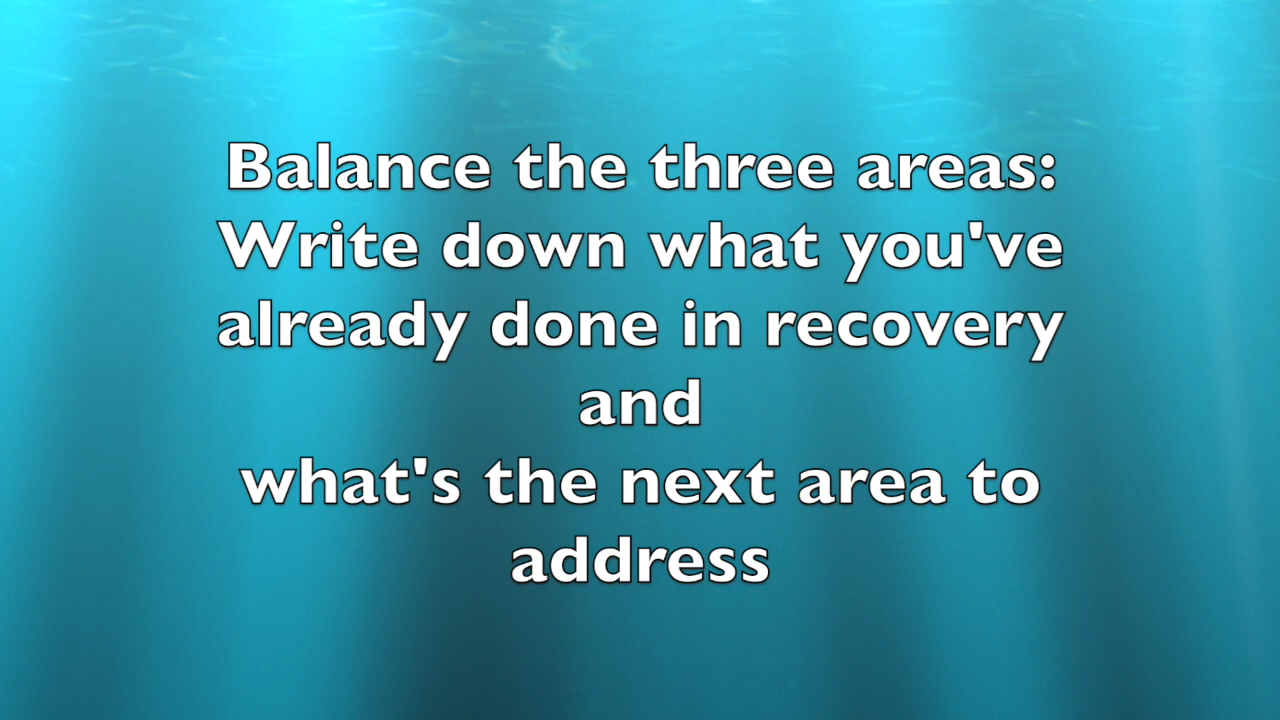 Balance the three areas:
Write down what you've
already done in recovery
and
what's the next area to
address